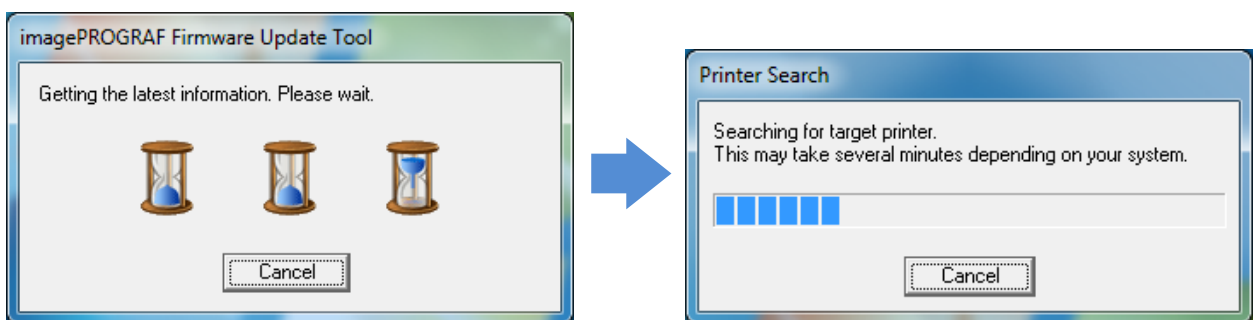 imagePROGRAF Firmware Update Tool
Getting the latest information. Please wait.
Cancel
Printer Search
Searching for target printer.
This may take several minutes depending on your system.
Cancel